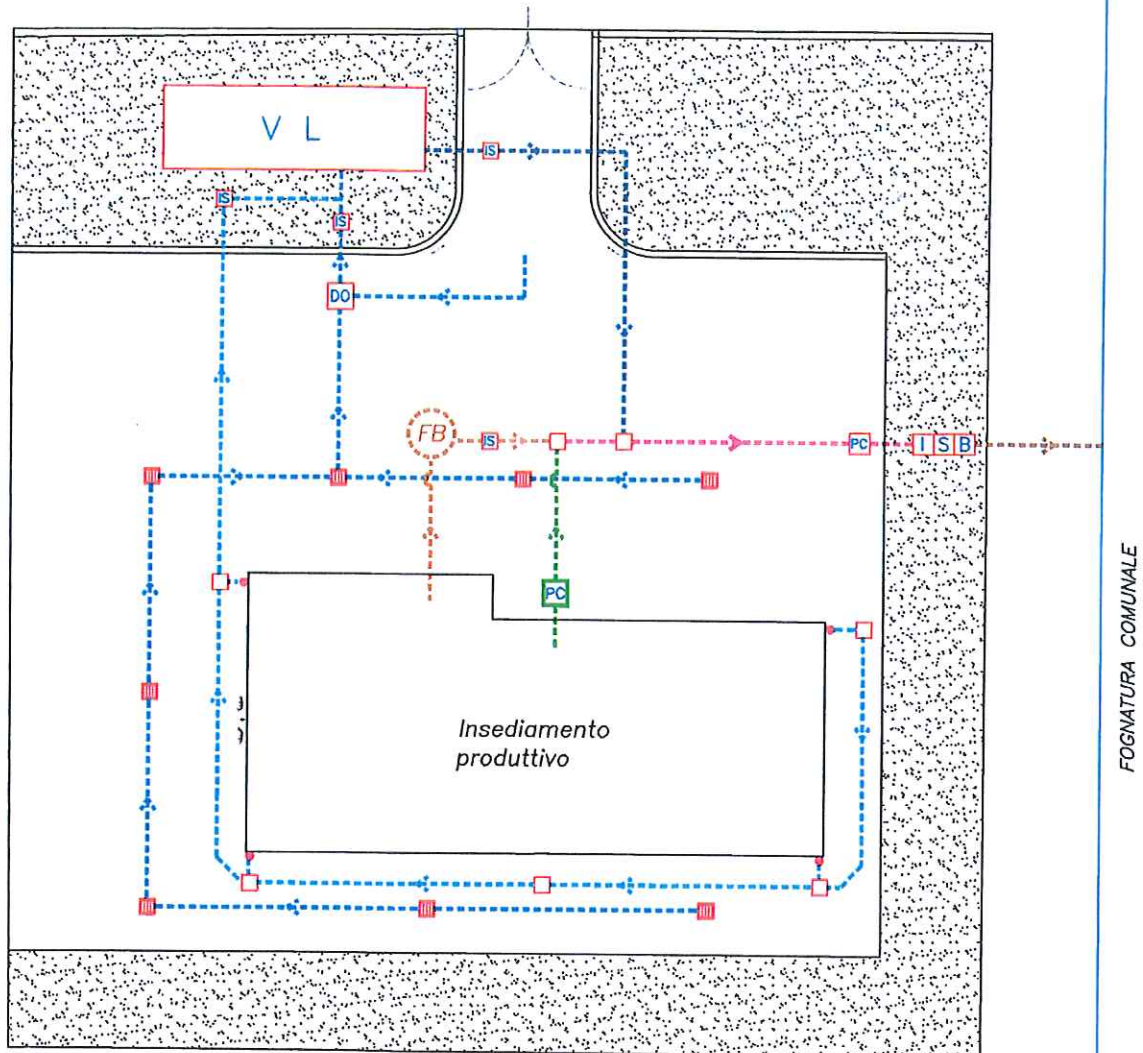 V L
IS
IS
IS
DO
FB
IS
PC
I S B
PC
Insediamento
produttivo
FOGNATURA COMUNALE